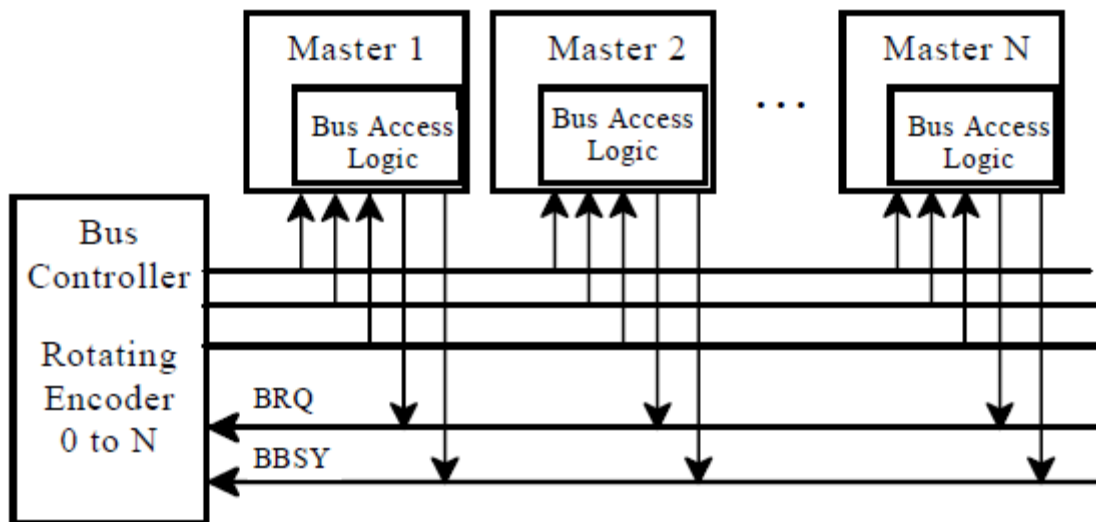 Master 1
Bus Access
Logic
Master 2
Bus Access
Logic
...
Master N
Bus Access
Logic
Bus
Controller
Rotating
Encoder
0 to N
BRQ
BBSY